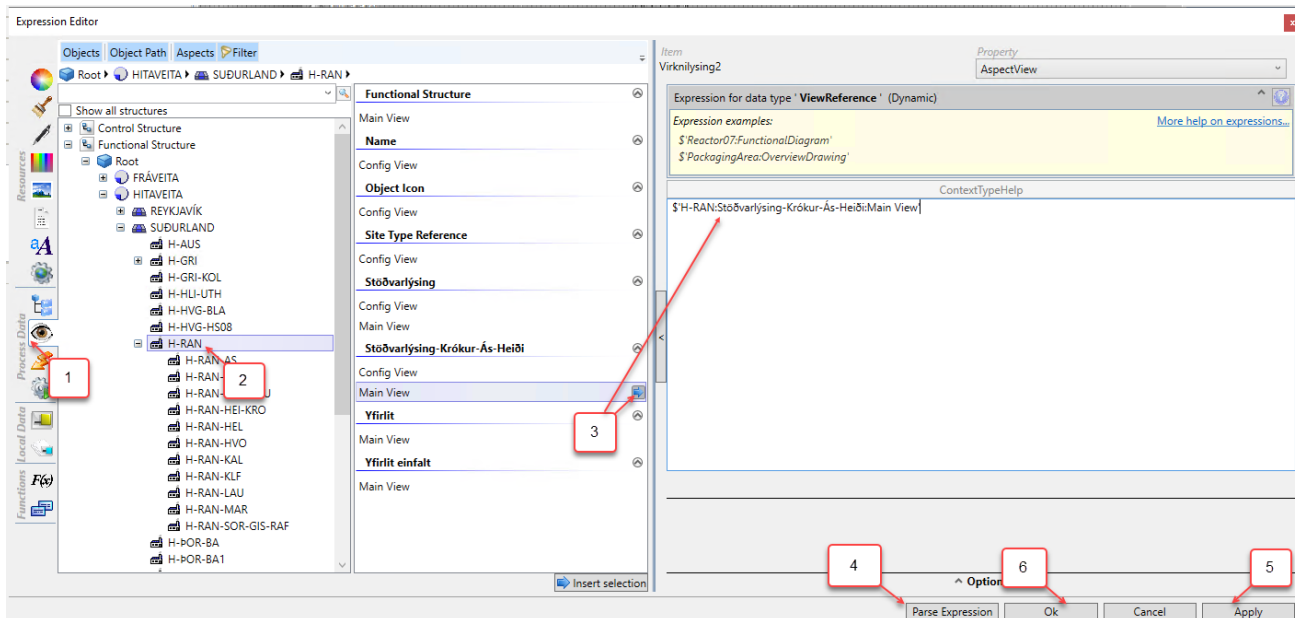 Expression Editor
x
Objects Object Path Aspects Filter
Root HITAVEITA SUÐURLAND H-RAN
Show all structures
Control Structure
Functional Structure
Root
FRÁVEITA
HITAVEITA
REYKJAVÍK
SUÐURLAND
H-AUS
H-GRI
H-GRI-KOL
H-HLI-UTH
H-HVG-BLA
H-HVG-HS08
H-RAN
H-RAN-AS
H-RAN-
H-RAN-
H-RAN-HEI-KRO
H-RAN-HEL
H-RAN-HVO
H-RAN-KAL
H-RAN-KLF
H-RAN-LAU
H-RAN-MAR
H-RAN-SOR-GIS-RAF
H-ÞOR-BA
H-ÞOR-BA1
Resources
Process Data
Local Data
Functions
aA
F(x)
Functional Structure
Main View
Name
Config View
Object Icon
Config View
Site Type Reference
Config View
Stöðvarlýsing
Config View
Main View
Stöðvarlýsing-Krókur-Ás-Heiði
Config View
Main View
Yfirlit
Main View
Yfirlit einfalt
Main View
Insert selection
Item
Virknilysing2
Property
AspectView
Expression for data type ' ViewReference ' (Dynamic)
Expression examples:
More help on expressions...
$'Reactor07:FunctionalDiagram'
$'PackagingArea:OverviewDrawing'
ContextTypeHelp
$'H-RAN:Stöðvarlýsing-Krókur-Ás-Heiði:Main View'
<
1
2
3
4
6
5
^ Option
Parse Expression
Ok
Cancel
Apply